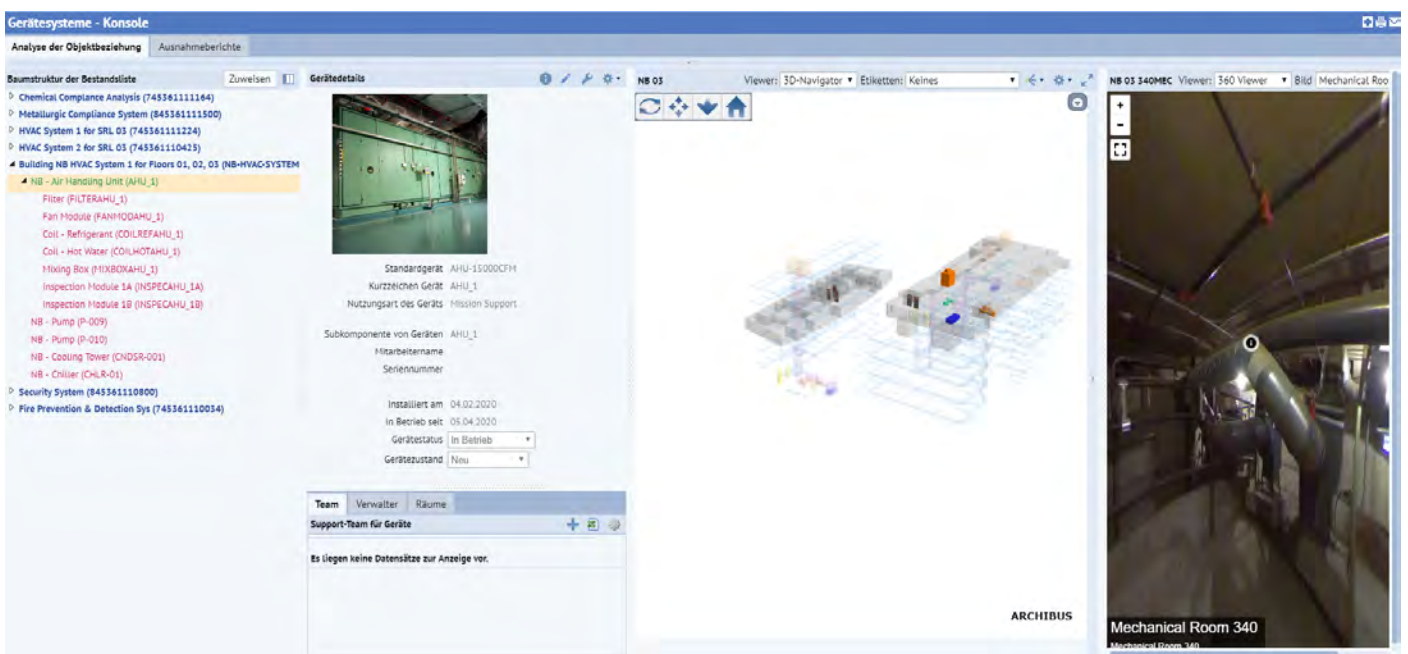 Gerätesysteme - Konsole
Analyse der Objektbeziehung
Ausnahmeberichte
Baumstruktur der Bestandsliste
Zuweisen
Chemical Complance Analysis (745361111164)
Metallurgic Compliance System (845361111500)
HVAC System 1 for SRL 03 (745361111224)
HVAC System 2 for SRL 03 (745361110425)
Building NB HVAC System 1 for Floors 01, 02, 03 (NB-HVAC-SYSTEM
NB - Air Handling Unit (AHU_1)
Filter (FILTERAHU_1)
Fan Module (FANMODAHU_1)
Coil - Refrigerant (COILREFAHU_1)
Coil - Hot Water (COILHOTAHU_1)
Mixing Box (MIXBOXAHU_1)
Inspection Module 1A (INSPECAHU_1A)
Inspection Module 1B (INSPECAHU_1B)
NB - Pump (P-009)
NB - Pump (P-010)
NB - Cooling Tower (CNDSR-001)
NB - Chiller (CHLR-01)
Security System (845361110800)
Fire Prevention & Detection Sys (745361110034)
Gerätedetails
Standardgerät AHU-15000CFM
Kurzzeichen Gerät AHU_1
Nutzungsart des Geräts Mission Support
Subkomponente von Geräten AHU_1
Mitarbeitername
Seriennummer
Installiert am 04.02.2020
In Betrieb seit 05.04.2020
Gerätestatus In Betrieb
Gerätezustand Neu
Team Verwalter Räume
Support-Team für Geräte
Es liegen keine Datensätze zur Anzeige vor.
NB 03 Viewer: 3D-Navigator Etiketten: Keines
ARCHIBUS
NB 03 340MEC Viewer: 360 Viewer Bild Mechanical Roo
+
-
Mechanical Room 340
Mechanical Room 340